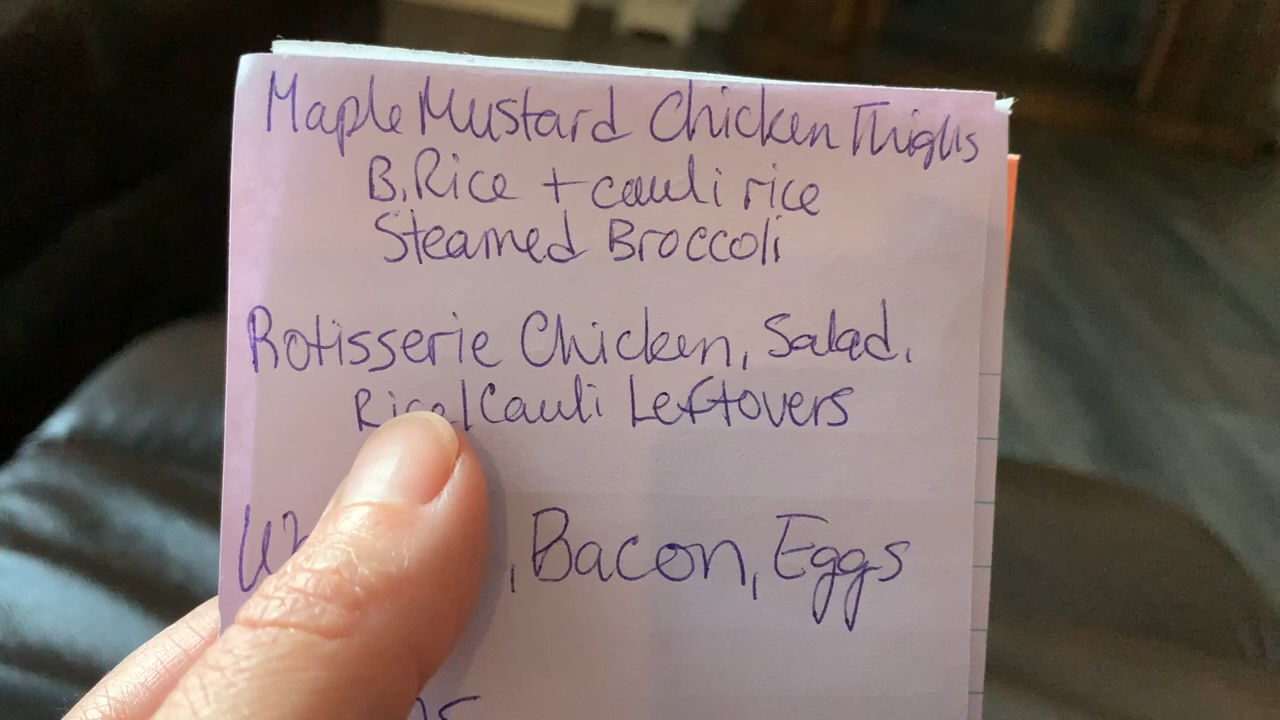 Maple Mustard Chicken Thighs
B. Rice + cauli rice
Steamed Broccoli
Rotisserie Chicken, Salad,
Rice/Cauli Leftovers
, Bacon, Eggs